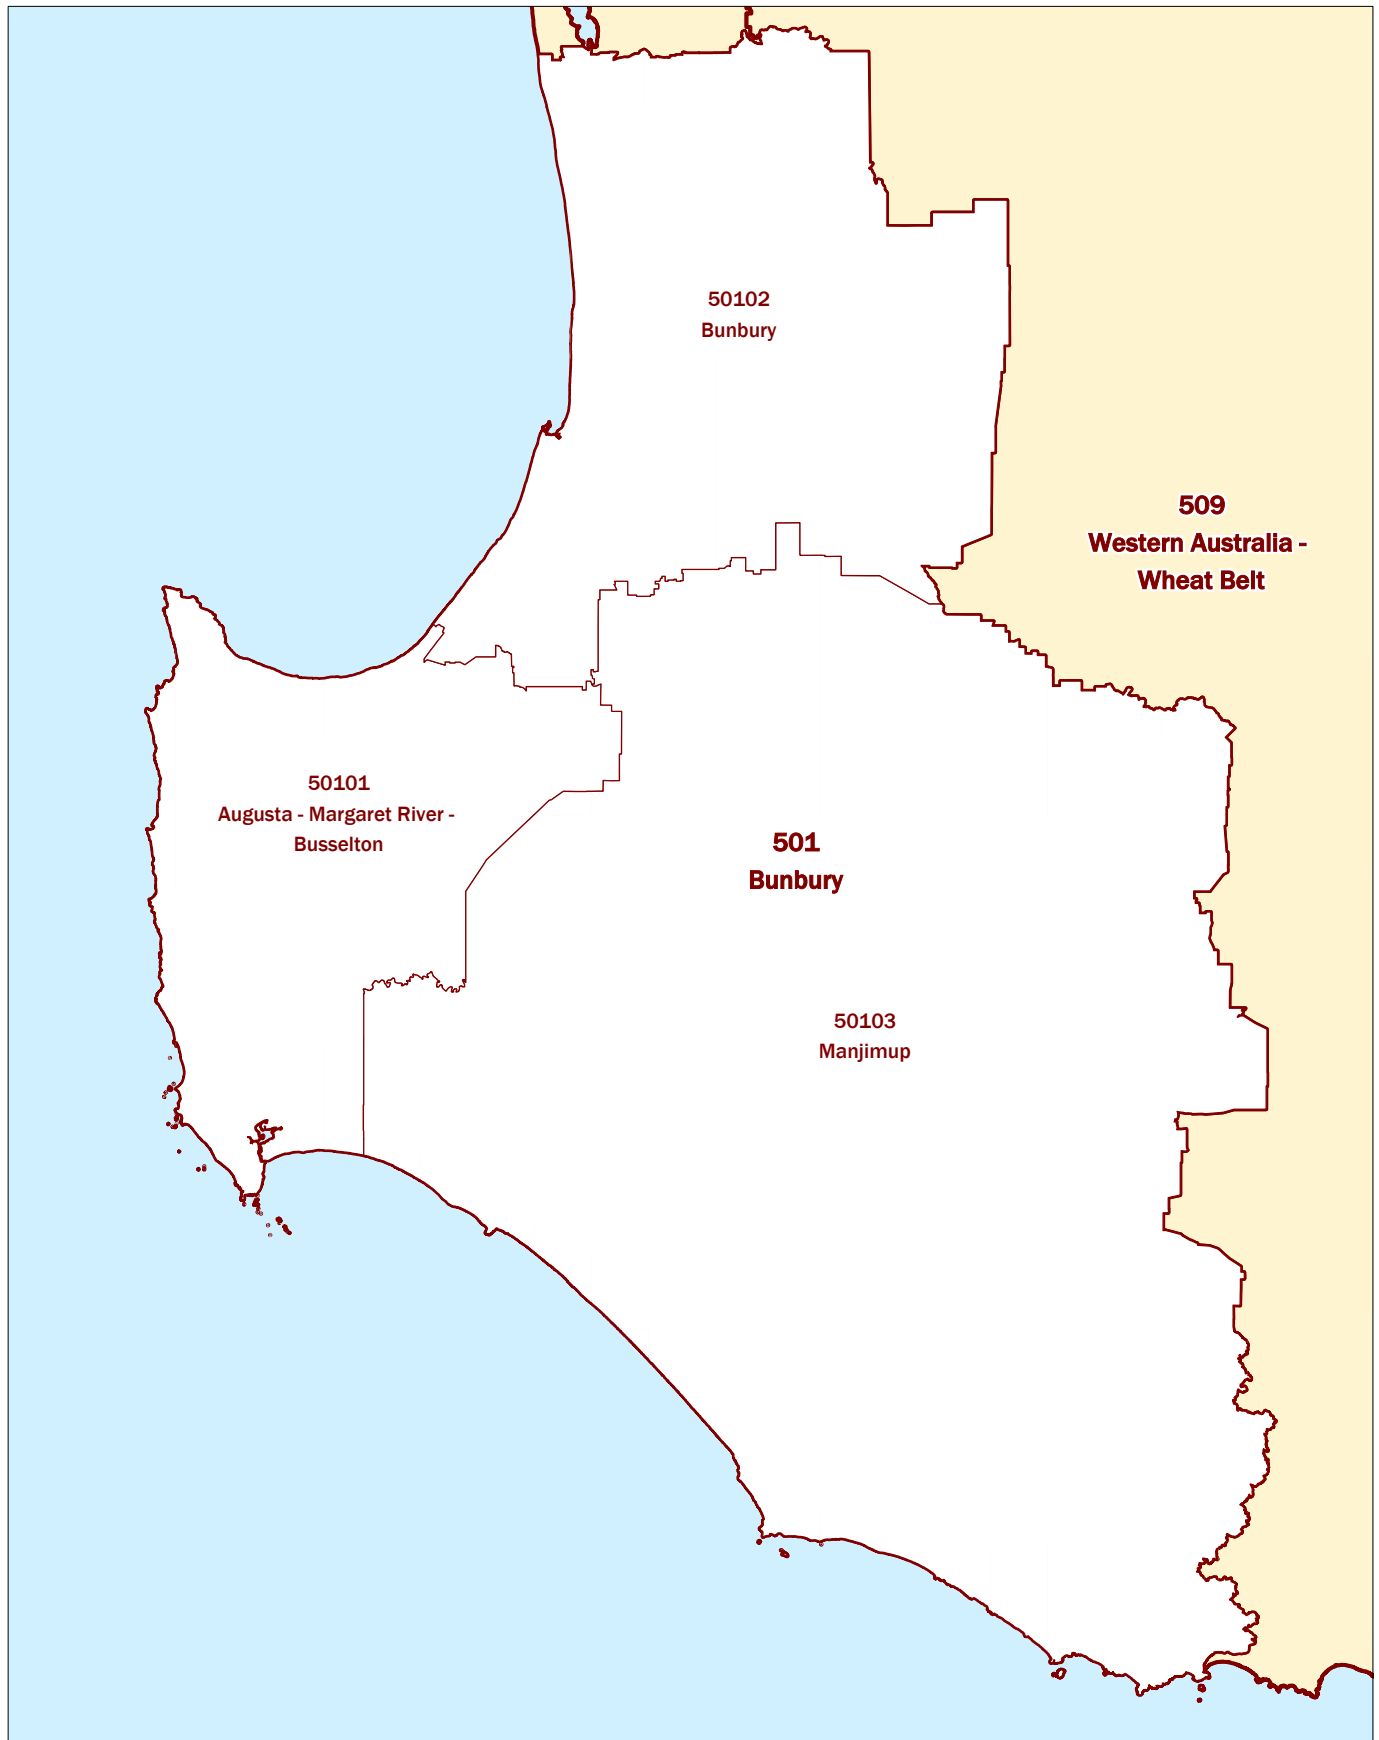 50102
Bunbury
509
Western Australia -
Wheat Belt
50101
Augusta - Margaret River -
Busselton
501
Bunbury
50103
Manjimup